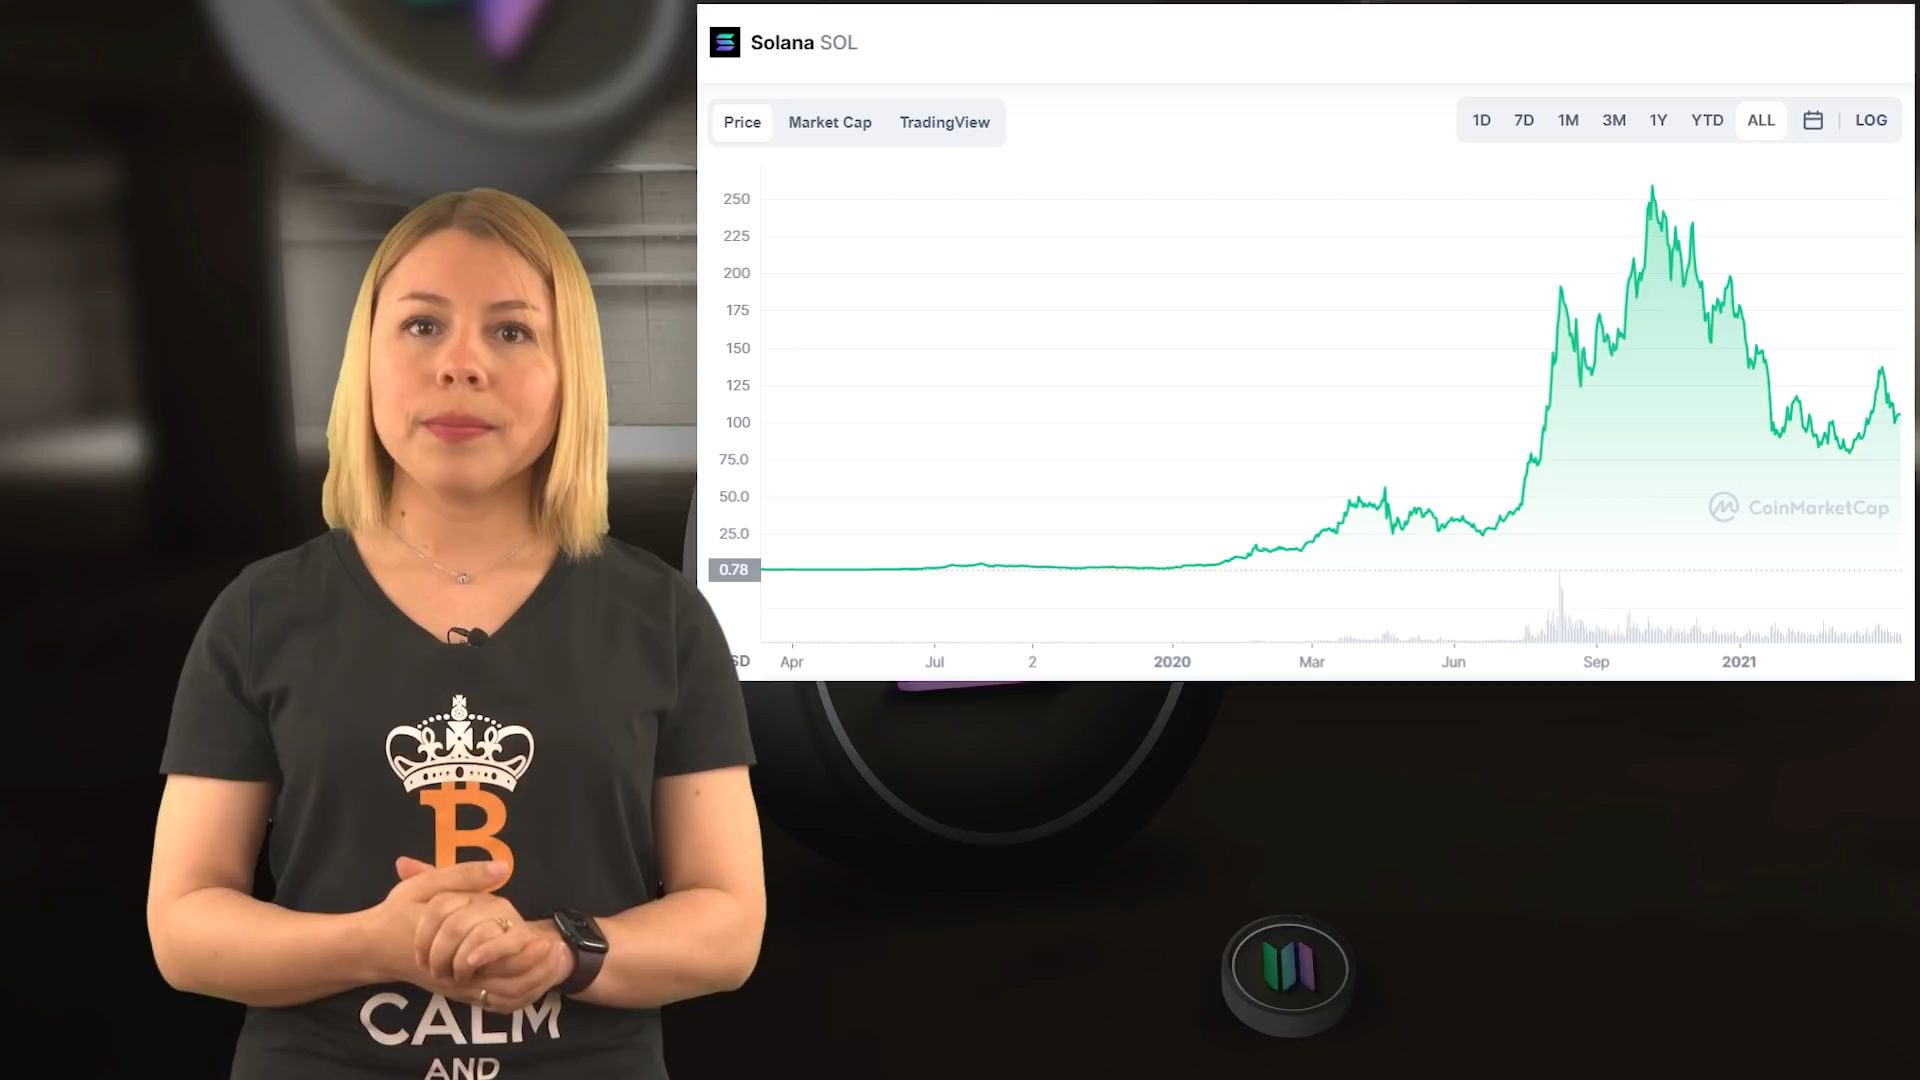 Solana SOL
Price Market Cap TradingView
1D 7D 1M 3M 1Y YTD ALL LOG
250
225
200
175
150
125
100
75.0
50.0
25.0
0.78
CoinMarketCap
SD Apr Jul 2 2020 Mar Jun Sep 2021
B
CALM
AND